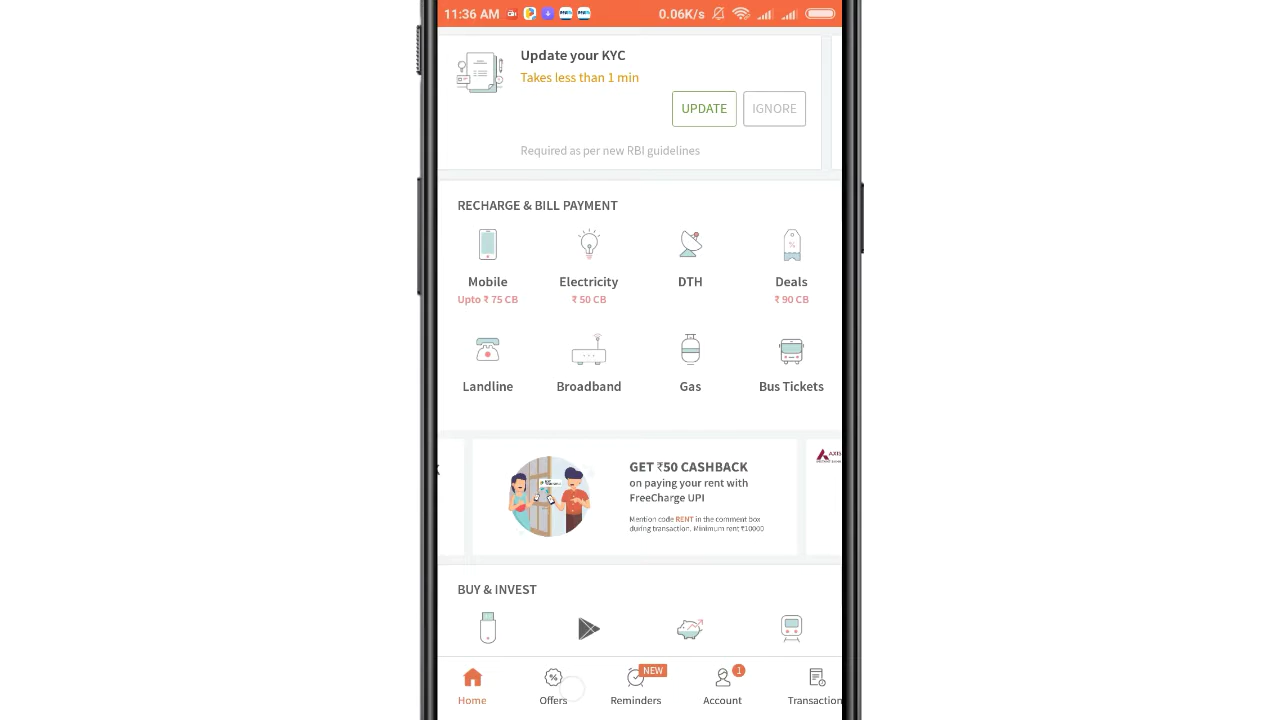 11:36 AM 0.06K/s
Update your KYC
Takes less than 1 min
UPDATE IGNORE
Required as per new RBI guidelines
RECHARGE & BILL PAYMENT
Mobile Electricity DTH Deals
Upto ₹ 75 CB ₹ 50 CB ₹ 90 CB
Landline Broadband Gas Bus Tickets
GET ₹50 CASHBACK
on paying your rent with
FreeCharge UPI
Mention code RENT in the comment box
during transaction. Minimum rent ₹10000
AXIS
BUY & INVEST
NEW 1
Home Offers Reminders Account Transaction